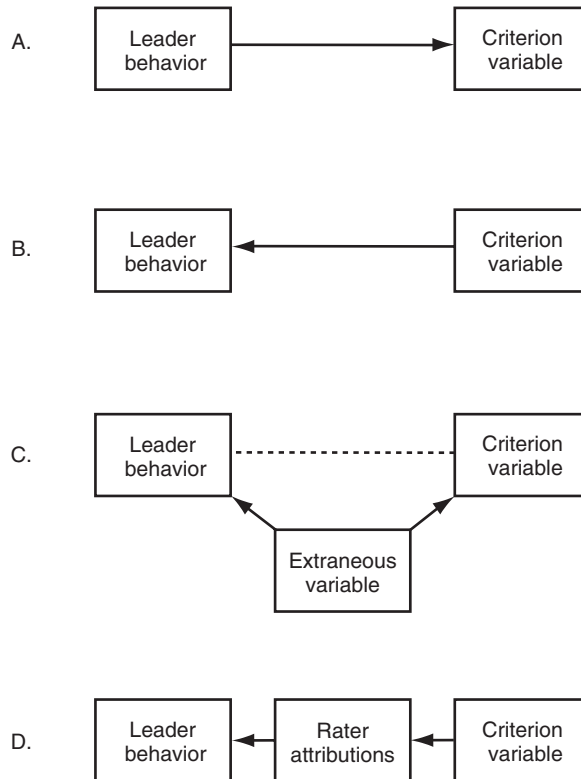 A.
Leader
behavior
Criterion
variable
B.
Leader
behavior
Criterion
variable
C.
Leader
behavior
Criterion
variable
Extraneous
variable
D.
Leader
behavior
Rater
attributions
Criterion
variable